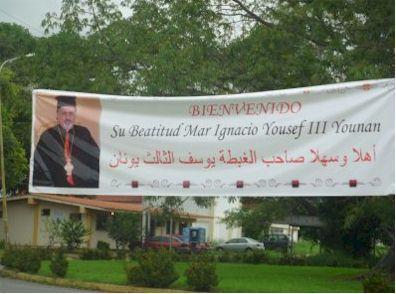 BIENVENIDO
Su Beatitud Mar Ignacio Yousef III Younan
أهلا وسهلا صاحب الغبطة يوسف الثالث يونان